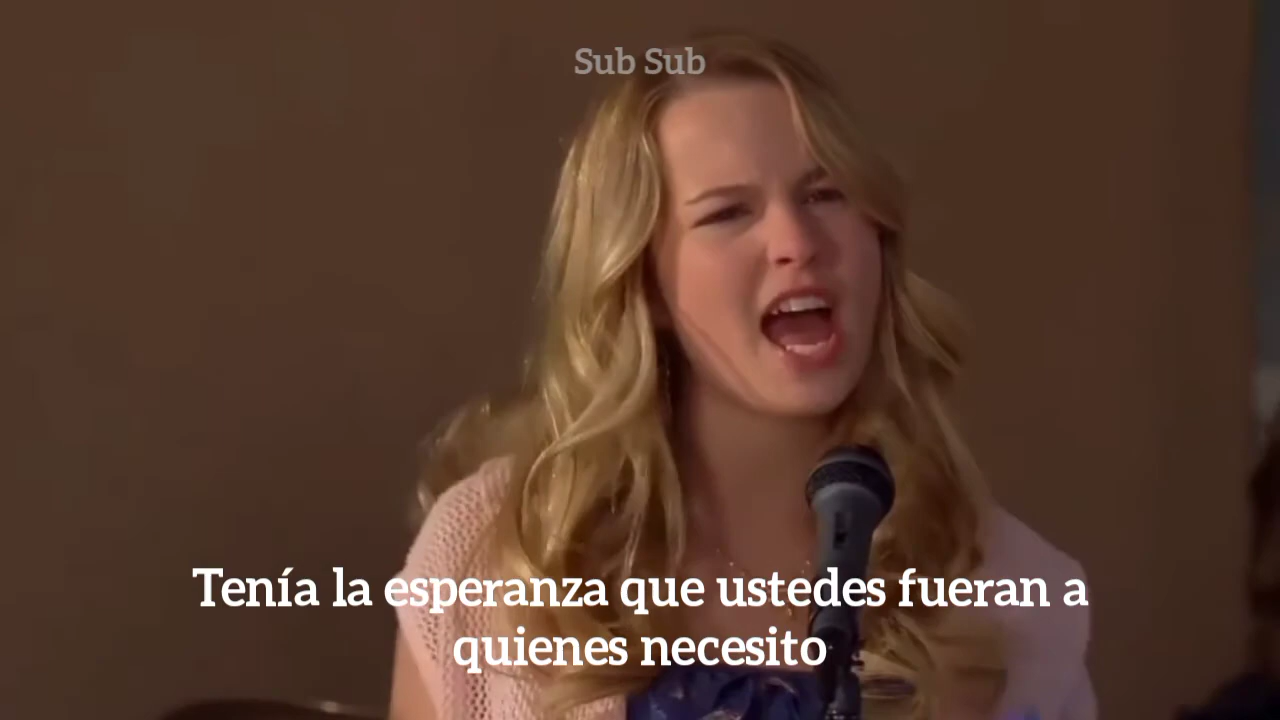 Sub Sub
Tenía la esperanza que ustedes fueran a
quienes necesito